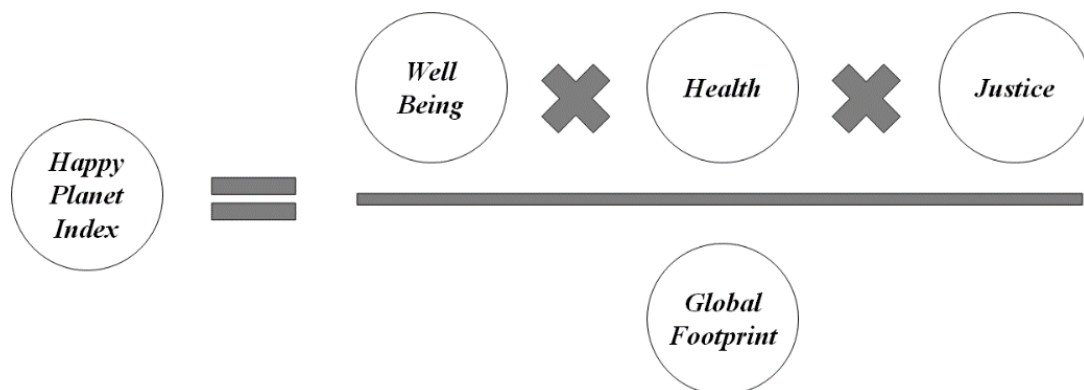 Happy
Planet
Index
Well
Being
Health
Justice
Global
Footprint